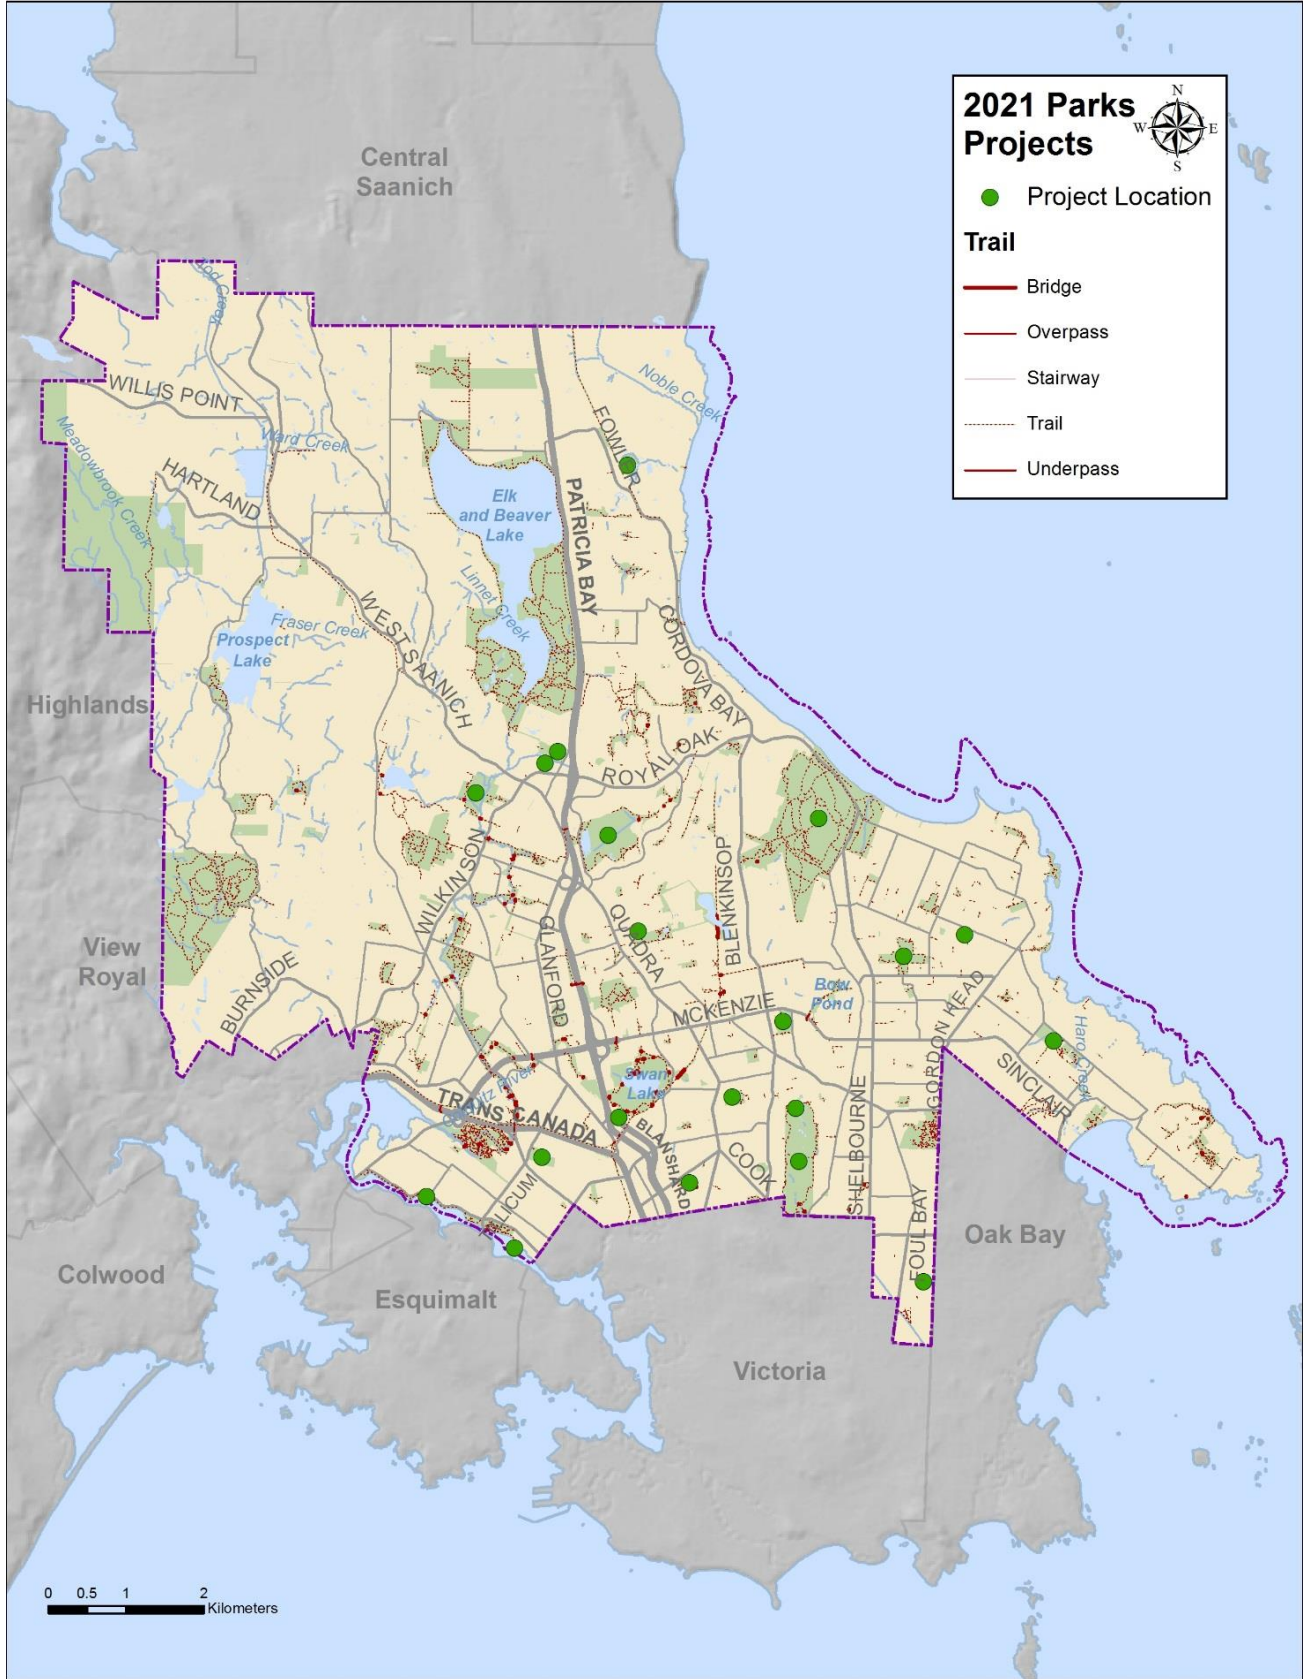 2021 Parks
Projects
N
W
E
S
Project Location
Trail
Bridge
Overpass
Stairway
Trail
Underpass
Central
Saanich
Tod Creek
WILLIS POINT
Noble Creek
FOWLER
Meadowbrook Creek
Ward Creek
HARTLAND
Elk
and Beaver
Lake
PATRICIA BAY
Linnet Creek
WEST SAANICH
Fraser Creek
Prospect
Lake
CORDOVA BAY
Highlands
ROYAL OAK
WILKINSON
BLENKINSOP
QUADRA
GLANFORD
View
Royal
BURNSIDE
Bow
Pond
MCKENZIE
GORDON HEAD
Haro Creek
SINCLAIR
Swan
Lake
TRANS CANADA
BLANSHARD
COOK
SHELBOURNE
TILLICUM
FOUL BAY
Oak Bay
Colwood
Esquimalt
Victoria
0 0.5 1 2
Kilometers